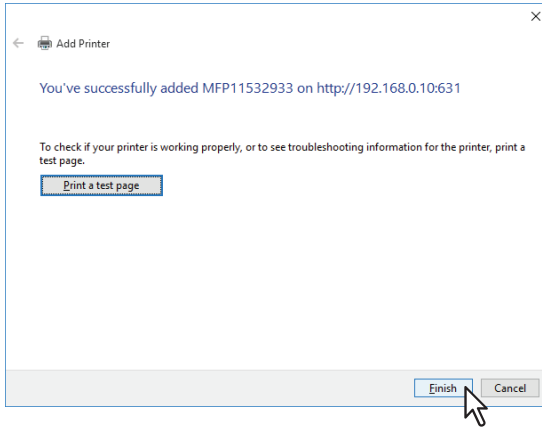 Add Printer
You've successfully added MFP11532933 on http://192.168.0.10:631
To check if your printer is working properly, or to see troubleshooting information for the printer, print a
test page.
Print a test page
Finish
Cancel